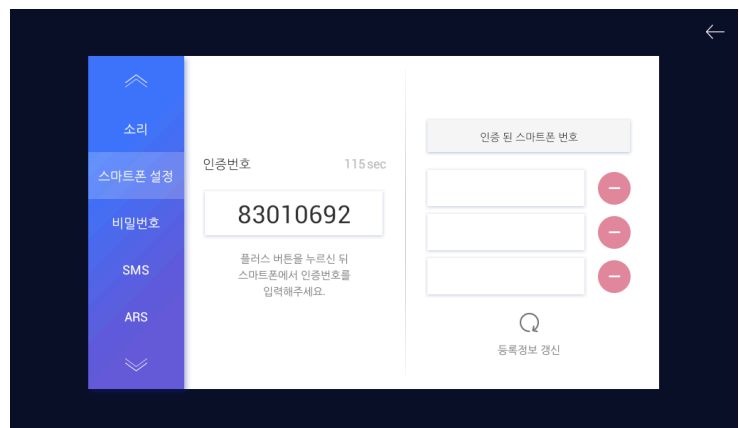 소리
스마트폰 설정
비밀번호
SMS
ARS
인증번호 115 sec
83010692
플러스 버튼을 누르신 뒤
스마트폰에서 인증번호를
입력해주세요.
인증 된 스마트폰 번호
등록정보 갱신